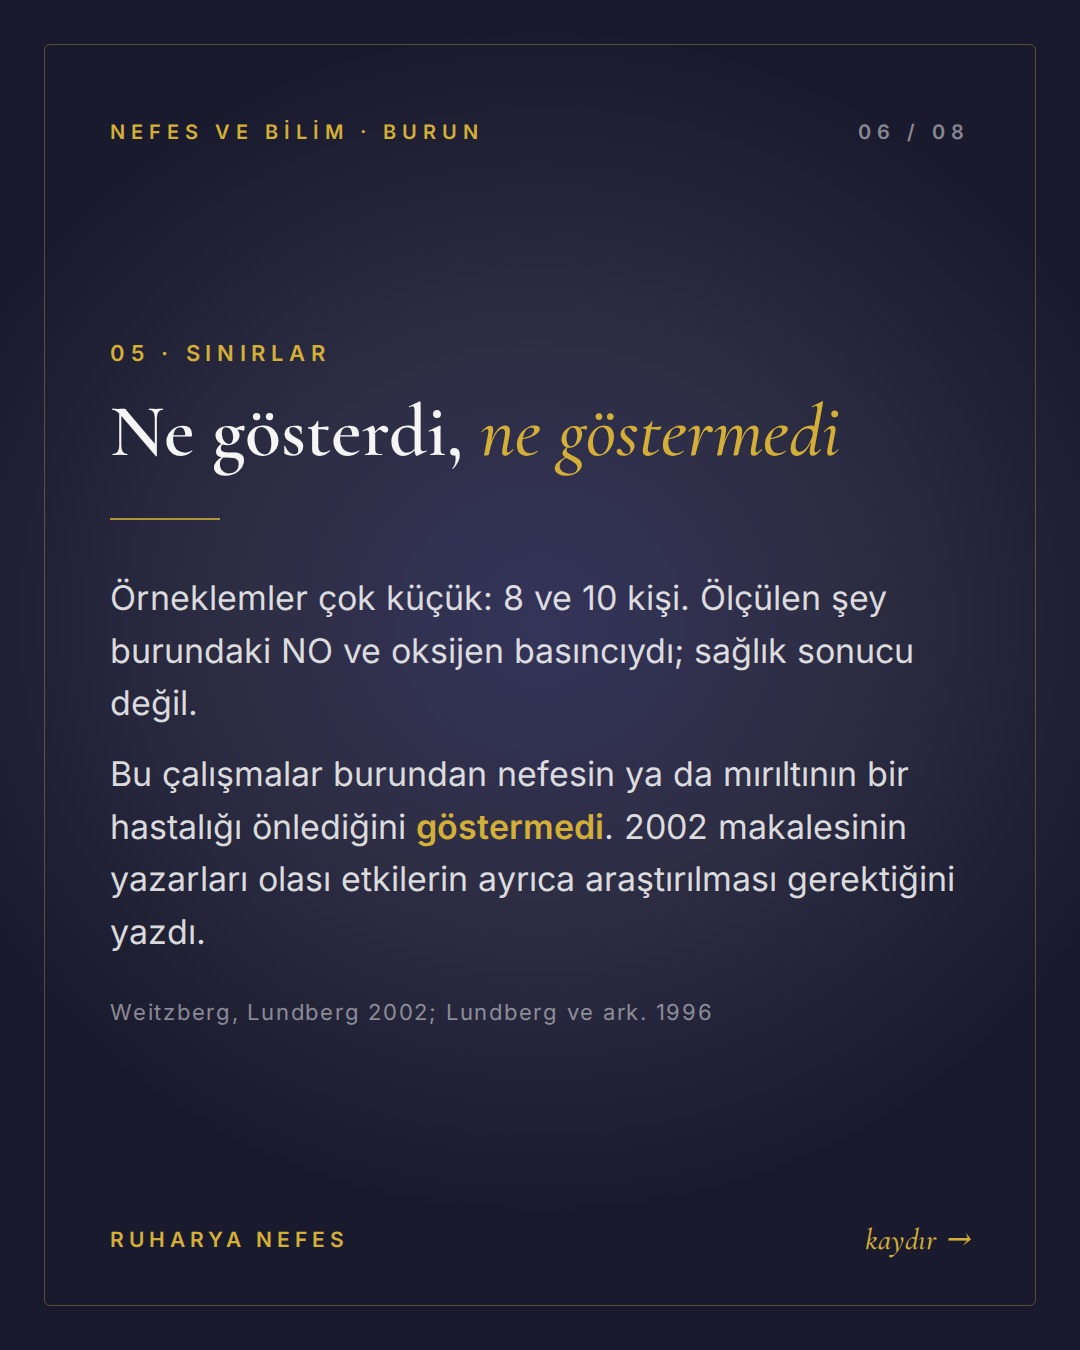 NEFES VE BİLİM · BURUN
06 / 08
05 · SINIRLAR
Ne gösterdi, ne göstermedi
Örneklemler çok küçük: 8 ve 10 kişi. Ölçülen şey
burundaki NO ve oksijen basıncıydı; sağlık sonucu
değil.
Bu çalışmalar burundan nefesin ya da mırıltının bir
hastalığı önlediğini göstermedi. 2002 makalesinin
yazarları olası etkilerin ayrıca araştırılması gerektiğini
yazdı.
Weitzberg, Lundberg 2002; Lundberg ve ark. 1996
RUHARYA NEFES
kaydır →